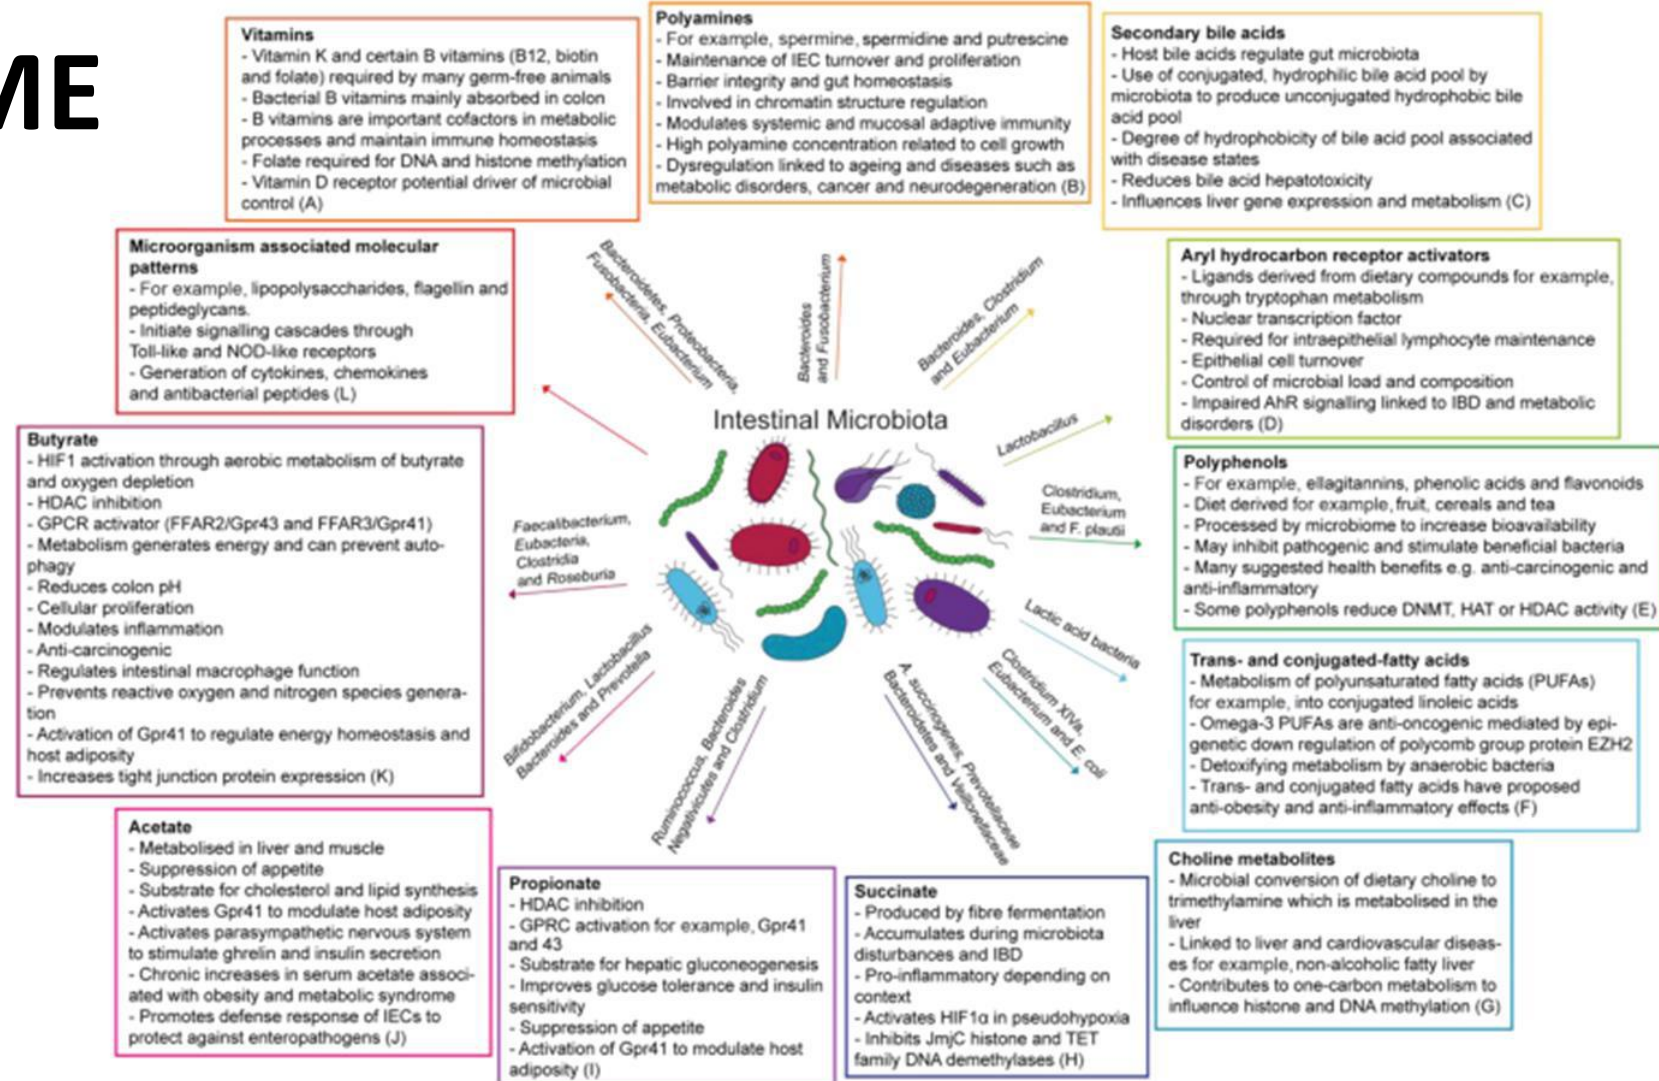 ME
Vitamins
- Vitamin K and certain B vitamins (B12, biotin
and folate) required by many germ-free animals
- Bacterial B vitamins mainly absorbed in colon
- B vitamins are important cofactors in metabolic
processes and maintain immune homeostasis
- Folate required for DNA and histone methylation
- Vitamin D receptor potential driver of microbial
control (A)
Polyamines
- For example, spermine, spermidine and putrescine
- Maintenance of IEC turnover and proliferation
- Barrier integrity and gut homeostasis
- Involved in chromatin structure regulation
- Modulates systemic and mucosal adaptive immunity
- High polyamine concentration related to cell growth
- Dysregulation linked to ageing and diseases such as
metabolic disorders, cancer and neurodegeneration (B)
Secondary bile acids
- Host bile acids regulate gut microbiota
- Use of conjugated, hydrophilic bile acid pool by
microbiota to produce unconjugated hydrophobic bile
acid pool
- Degree of hydrophobicity of bile acid pool associated
with disease states
- Reduces bile acid hepatotoxicity
- Influences liver gene expression and metabolism (C)
Microorganism associated molecular
patterns
- For example, lipopolysaccharides, flagellin and
peptideglycans.
- Initiate signalling cascades through
Toll-like and NOD-like receptors
- Generation of cytokines, chemokines
and antibacterial peptides (L)
Bacteroidetes, Proteobacteria,
Fusobacteria, Eubacterium
Bacteroides
and Fusobacterium
Bacteroides, Clostridium
and Eubacterium
Aryl hydrocarbon receptor activators
- Ligands derived from dietary compounds for example,
through tryptophan metabolism
- Nuclear transcription factor
- Required for intraepithelial lymphocyte maintenance
- Epithelial cell turnover
- Control of microbial load and composition
- Impaired AhR signalling linked to IBD and metabolic
disorders (D)
Intestinal Microbiota
Lactobacillus
Butyrate
- HIF1 activation through aerobic metabolism of butyrate
and oxygen depletion
- HDAC inhibition
- GPCR activator (FFAR2/Gpr43 and FFAR3/Gpr41)
- Metabolism generates energy and can prevent auto-
phagy
- Reduces colon pH
- Cellular proliferation
- Modulates inflammation
- Anti-carcinogenic
- Regulates intestinal macrophage function
- Prevents reactive oxygen and nitrogen species genera-
tion
- Activation of Gpr41 to regulate energy homeostasis and
host adiposity
- Increases tight junction protein expression (K)
Faecalibacterium,
Eubacteria,
Clostridia
and Roseburia
Clostridium,
Eubacterium
and F. plautii
Polyphenols
- For example, ellagitannins, phenolic acids and flavonoids
- Diet derived for example, fruit, cereals and tea
- Processed by microbiome to increase bioavailability
- May inhibit pathogenic and stimulate beneficial bacteria
- Many suggested health benefits e.g. anti-carcinogenic and
anti-inflammatory
- Some polyphenols reduce DNMT, HAT or HDAC activity (E)
Lactic acid bacteria
Trans- and conjugated-fatty acids
- Metabolism of polyunsaturated fatty acids (PUFAs)
for example, into conjugated linoleic acids
- Omega-3 PUFAs are anti-oncogenic mediated by epi-
genetic down regulation of polycomb group protein EZH2
- Detoxifying metabolism by anaerobic bacteria
- Trans- and conjugated fatty acids have proposed
anti-obesity and anti-inflammatory effects (F)
Bifidobacterium, Lactobacillus
Bacteroides and Prevotella
Ruminococcus, Bacteroides
Negativicutes and Clostridium
A. succinogenes, Prevotellaceae
Bacteroidetes and Veillonellaceae
Clostridium XIVa,
Eubacterium and E. coli
Acetate
- Metabolised in liver and muscle
- Suppression of appetite
- Substrate for cholesterol and lipid synthesis
- Activates Gpr41 to modulate host adiposity
- Activates parasympathetic nervous system
to stimulate ghrelin and insulin secretion
- Chronic increases in serum acetate associ-
ated with obesity and metabolic syndrome
- Promotes defense response of IECs to
protect against enteropathogens (J)
Propionate
- HDAC inhibition
- GPRC activation for example, Gpr41
and 43
- Substrate for hepatic gluconeogenesis
- Improves glucose tolerance and insulin
sensitivity
- Suppression of appetite
- Activation of Gpr41 to modulate host
adiposity (I)
Succinate
- Produced by fibre fermentation
- Accumulates during microbiota
disturbances and IBD
- Pro-inflammatory depending on
context
- Activates HIF1α in pseudohypoxia
- Inhibits JmjC histone and TET
family DNA demethylases (H)
Choline metabolites
- Microbial conversion of dietary choline to
trimethylamine which is metabolised in the
liver
- Linked to liver and cardiovascular diseas-
es for example, non-alcoholic fatty liver
- Contributes to one-carbon metabolism to
influence histone and DNA methylation (G)